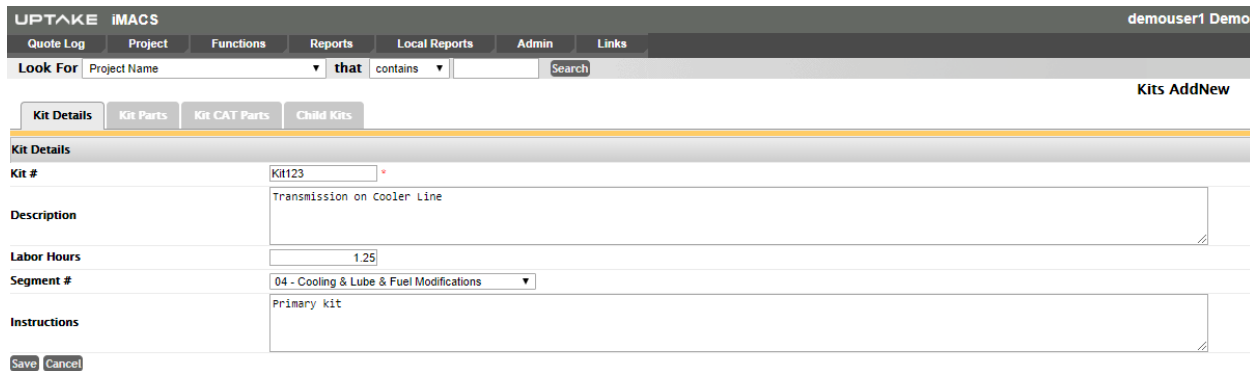 UPTAKE iMACS demouser1 Demo
Quote Log Project Functions Reports Local Reports Admin Links
Look For Project Name that contains Search
Kits AddNew
Kit Details Kit Parts Kit CAT Parts Child Kits
Kit Details
Kit # Kit123 *
Description Transmission on Cooler Line
Labor Hours 1.25
Segment # 04 - Cooling & Lube & Fuel Modifications
Instructions Primary kit
Save Cancel